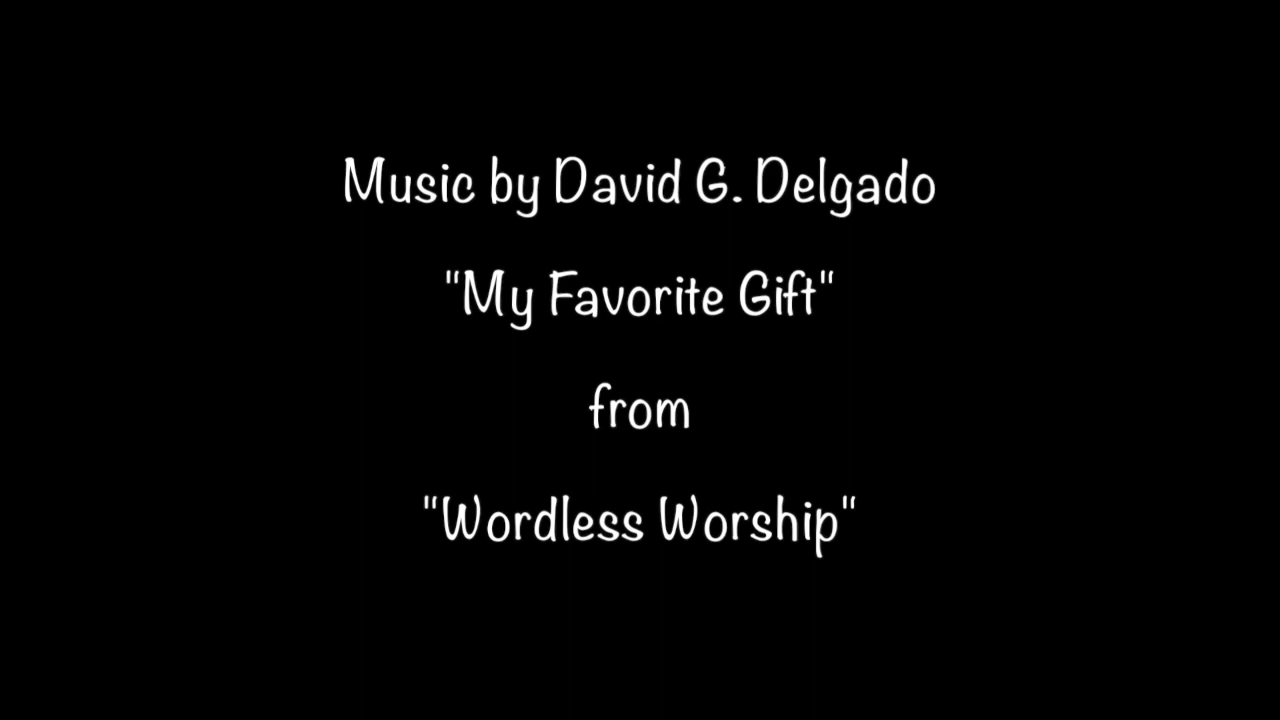 Music by David G. Delgado
"My Favorite Gift"
from
"Wordless Worship"